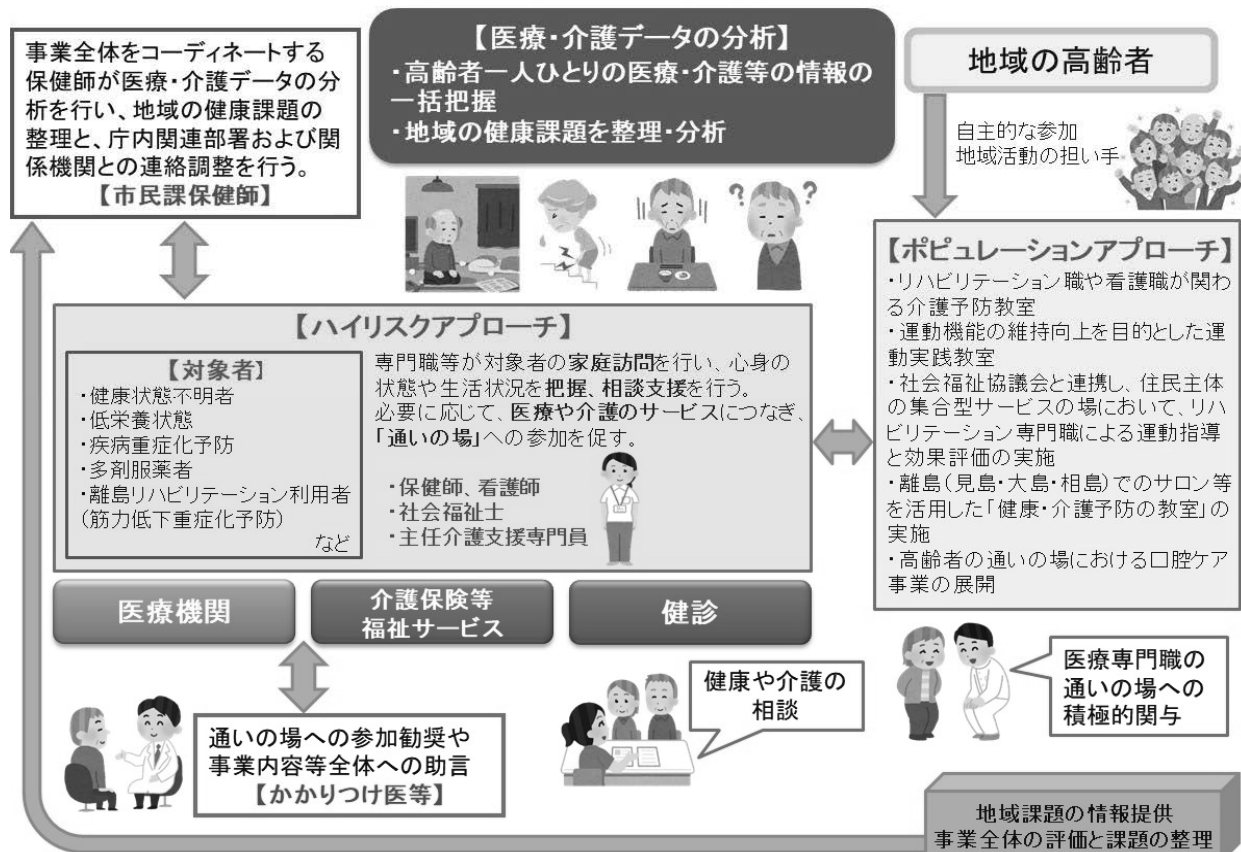 事業全体をコーディネートする
保健師が医療・介護データの分
析を行い、地域の健康課題の
整理と、庁内関連部署および関
係機関との連絡調整を行う。
【市民課保健師】
【医療・介護データの分析】
・高齢者一人ひとりの医療・介護等の情報の
一括把握
・地域の健康課題を整理・分析
地域の高齢者
自主的な参加
地域活動の担い手
【ハイリスクアプローチ】
【対象者】
・健康状態不明者
・低栄養状態
・疾病重症化予防
・多剤服薬者
・離島リハビリテーション利用者
(筋力低下重症化予防)
など
専門職等が対象者の家庭訪問を行い、心身の
状態や生活状況を把握、相談支援を行う。
必要に応じて、医療や介護のサービスにつなぎ、
「通いの場」への参加を促す。
・保健師、看護師
・社会福祉士
・主任介護支援専門員
【ポピュレーションアプローチ】
・リハビリテーション職や看護職が関わ
る介護予防教室
・運動機能の維持向上を目的とした運
動実践教室
・社会福祉協議会と連携し、住民主体
の集合型サービスの場において、リハ
ビリテーション専門職による運動指導
と効果評価の実施
・離島(見島・大島・相島)でのサロン等
を活用した「健康・介護予防の教室」の
実施
・高齢者の通いの場における口腔ケア
事業の展開
医療機関
介護保険等
福祉サービス
健診
通いの場への参加勧奨や
事業内容等全体への助言
【かかりつけ医等】
健康や介護の
相談
医療専門職の
通いの場への
積極的関与
地域課題の情報提供
事業全体の評価と課題の整理